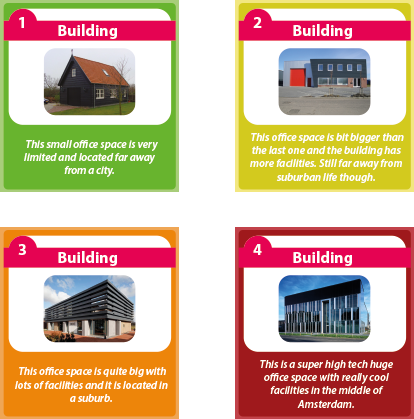 1
Building
This small office space is very
limited and located far away
from a city.
2
Building
This office space is bit bigger than
the last one and the building has
more facilities. Still far away from
suburban life though.
3
Building
This office space is quite big with
lots of facilities and it is located in
a suburb.
4
Building
This is a super high tech huge
office space with really cool
facilities in the middle of
Amsterdam.